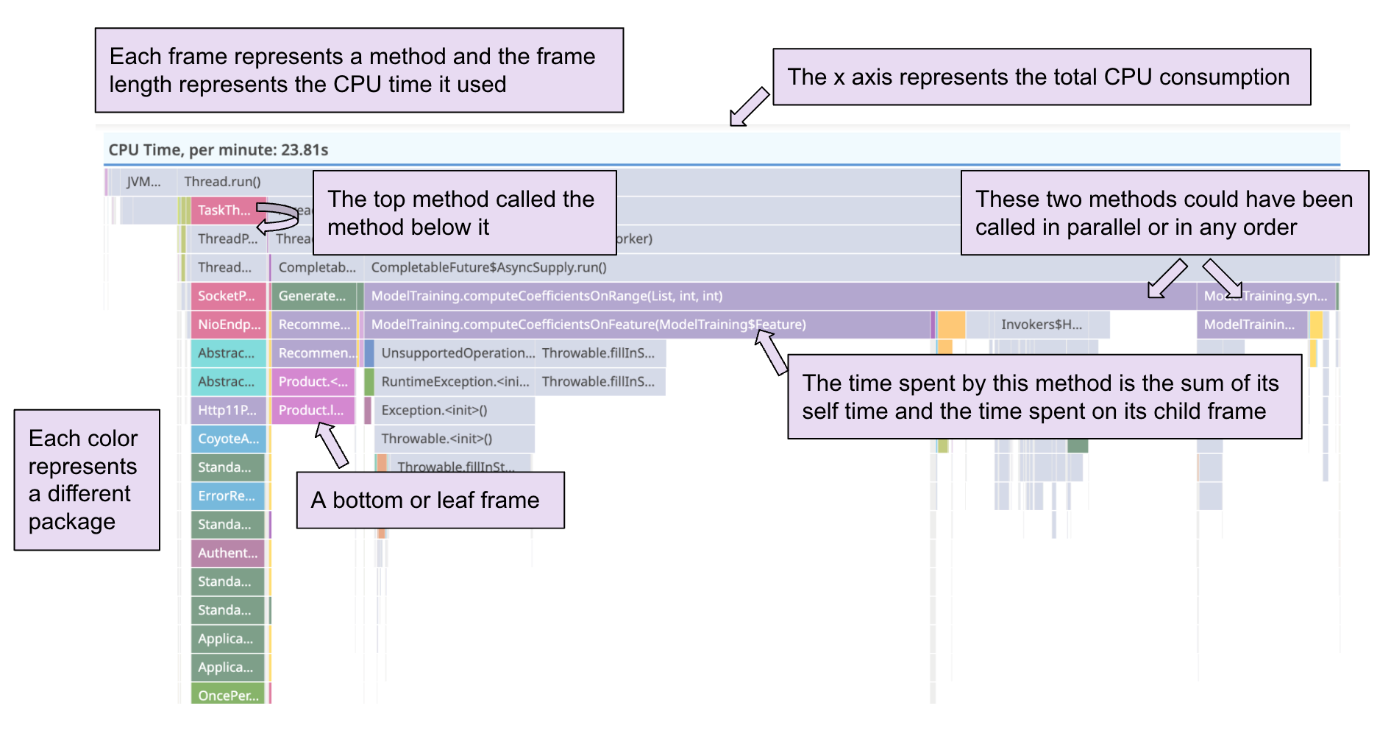 Each frame represents a method and the frame
length represents the CPU time it used
The x axis represents the total CPU consumption
CPU Time, per minute: 23.81s
JVM...
Thread.run()
The top method called the
method below it
These two methods could have been
called in parallel or in any order
TaskTh...
ThreadP...
Threa
orker)
Thread...
Completab...
CompletableFuture$AsyncSupply.run()
SocketP...
Generate...
ModelTraining.computeCoefficientsOnRange(List, int, int)
ModelTraining.syn...
NioEndp...
Recomme...
ModelTraining.computeCoefficientsOnFeature(ModelTraining$Feature)
Invokers$H...
ModelTrainin...
Abstrac...
Recommen...
UnsupportedOperation...
Throwable.fillInS...
Abstrac...
Product.<...
RuntimeException.<ini...
Throwable.fillInS...
The time spent by this method is the sum of its
self time and the time spent on its child frame
Http11P...
Product.l...
Exception.<init>()
Each color
represents
a different
package
CoyoteA...
Throwable.<init>()
Standa...
Throwable.fillInSt...
A bottom or leaf frame
ErrorRe...
Standa...
Authent...
Standa...
Standa...
Applica...
Applica...
OncePer...